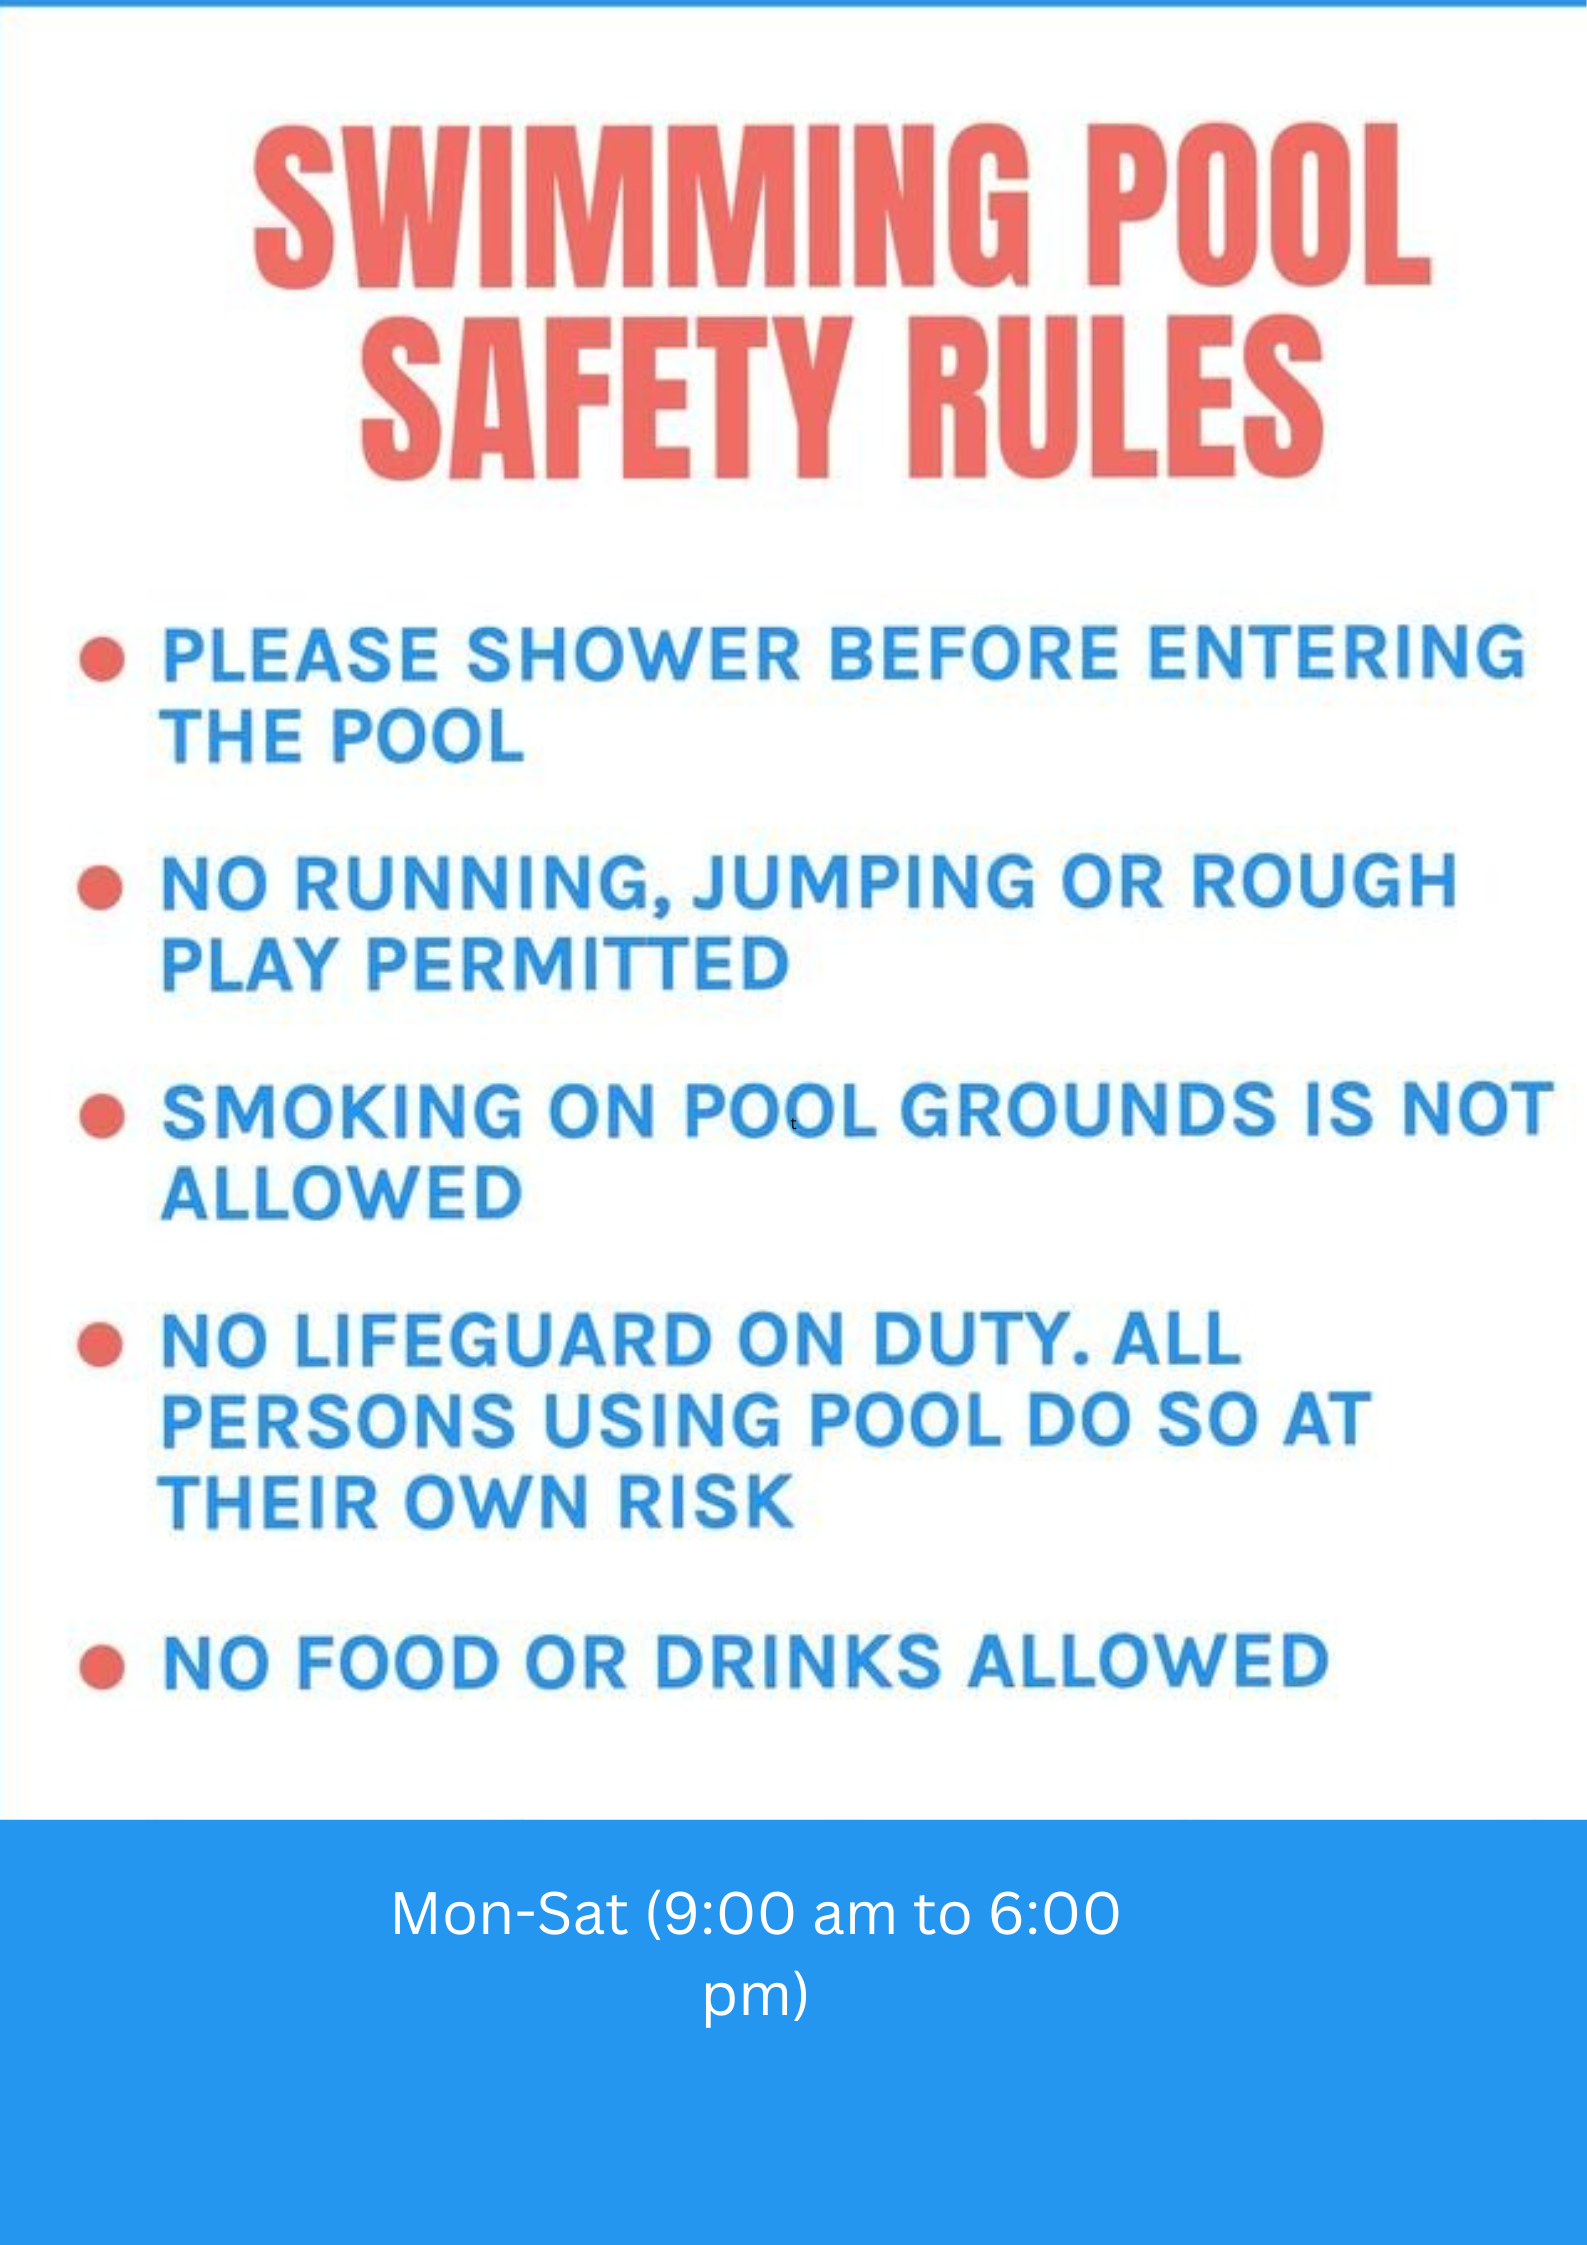 SWIMMING POOL
SAFETY RULES
PLEASE SHOWER BEFORE ENTERING
THE POOL
NO RUNNING, JUMPING OR ROUGH
PLAY PERMITTED
SMOKING ON POOL GROUNDS IS NOT
t
ALLOWED
NO LIFEGUARD ON DUTY. ALL
PERSONS USING POOL DO SO AT
THEIR OWN RISK
NO FOOD OR DRINKS ALLOWED
Mon-Sat (9:00 am to 6:00
pm)